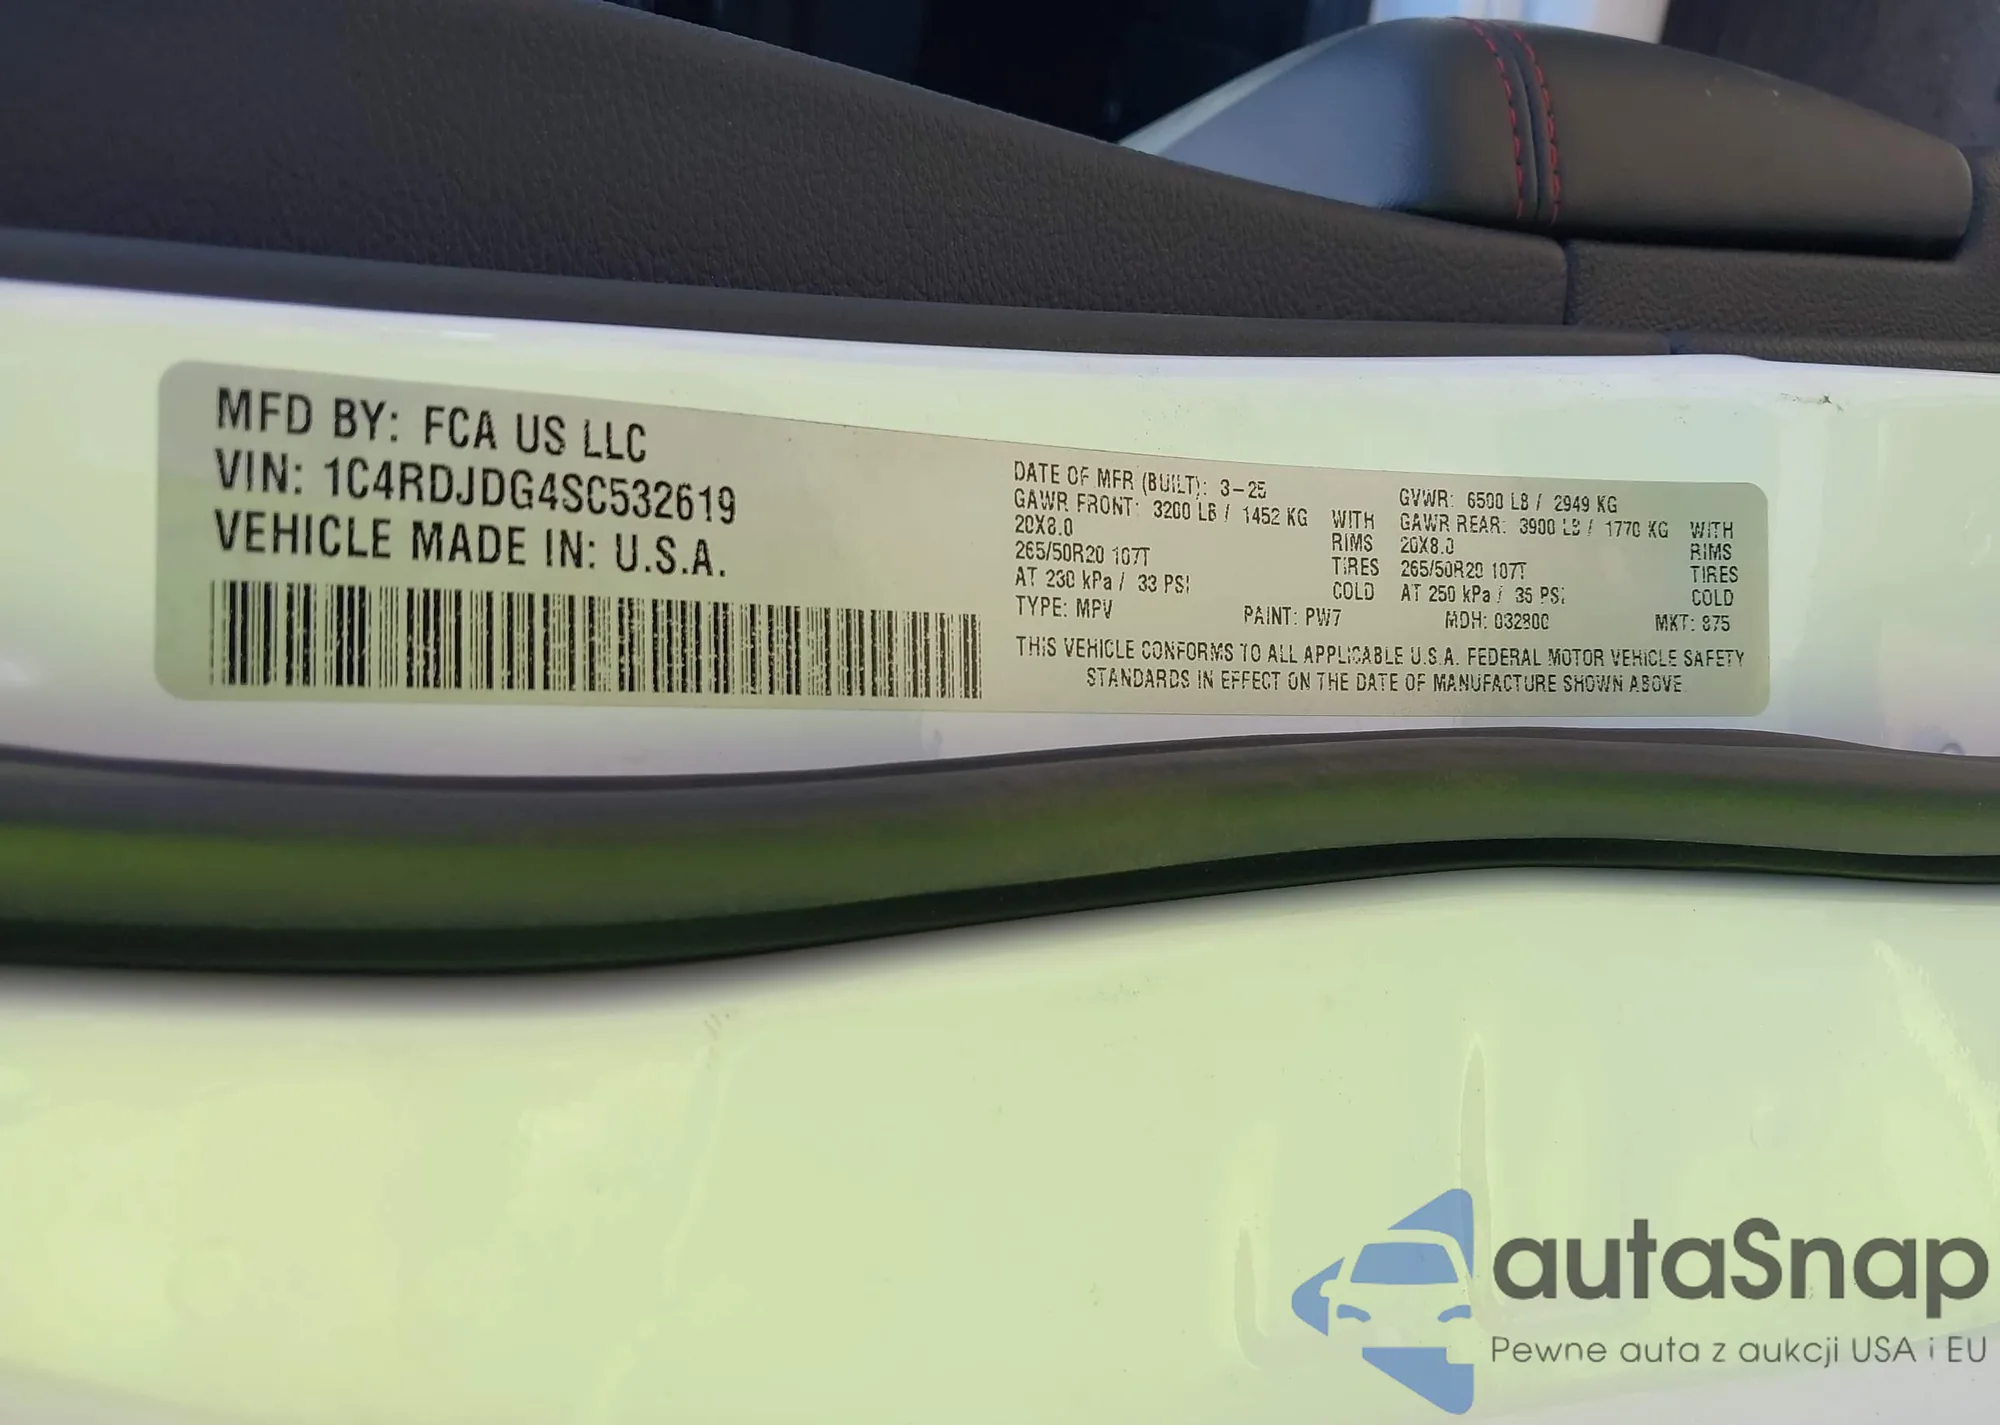 MFD BY: FCA US LLC
VIN: 1C4RDJDG4SC532619
VEHICLE MADE IN: U.S.A.
DATE OF MFR (BUILT): 3-25
GVWR: 6500 LB / 2949 KG
GAWR FRONT: 3200 LB / 1452 KG WITH
20X8.0 RIMS
265/50R20 107T TIRES
AT 230 kPa / 33 PSI COLD
GAWR REAR: 3900 LB / 1770 KG WITH
20X8.0 RIMS
265/50R20 107T TIRES
AT 250 kPa / 35 PSI COLD
TYPE: MPV PAINT: PW7 MDH: 032800 MKT: 875
THIS VEHICLE CONFORMS TO ALL APPLICABLE U.S.A. FEDERAL MOTOR VEHICLE SAFETY
STANDARDS IN EFFECT ON THE DATE OF MANUFACTURE SHOWN ABOVE.
autaSnap
Pewne auta z aukcji USA i EU